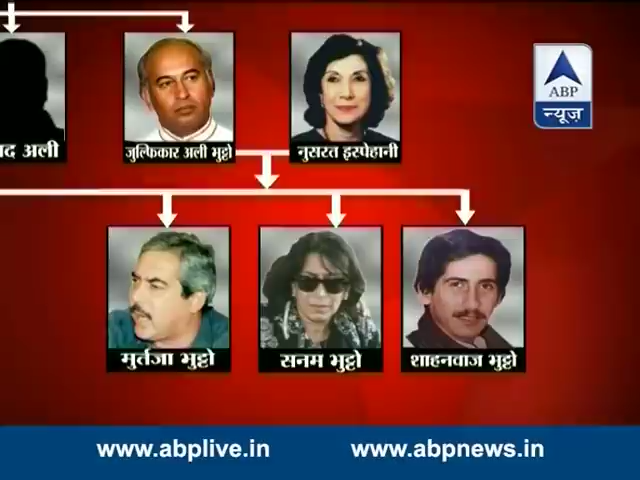 ABP
न्यूज़
अली
जुल्फिकार अली भुट्टो
नुसरत इस्पेहानी
मुर्तजा भुट्टो
सनम भुट्टो
शाहनवाज भुट्टो
www.abplive.in
www.abpnews.in